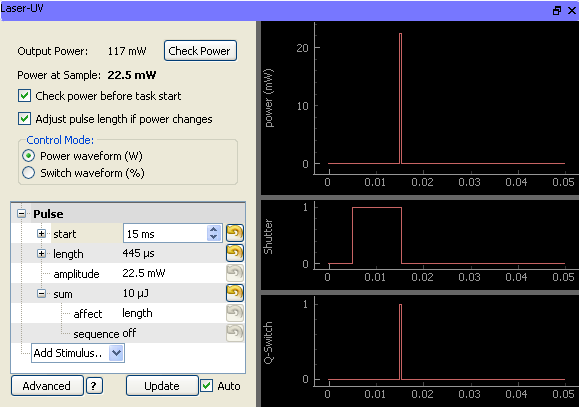 Laser-UV
Output Power: 117 mW Check Power
Power at Sample: 22.5 mW
Check power before task start
Adjust pulse length if power changes
Control Mode:
Power waveform (W)
Switch waveform (%)
Pulse
start 15 ms
length 445 µs
amplitude 22.5 mW
sum 10 µJ
affect length
sequence off
Add Stimulus..
Advanced ? Update Auto
power (mW)
20
10
0
0 0.01 0.02 0.03 0.04 0.05
Shutter
1
0
0 0.01 0.02 0.03 0.04 0.05
Q-Switch
1
0
0 0.01 0.02 0.03 0.04 0.05